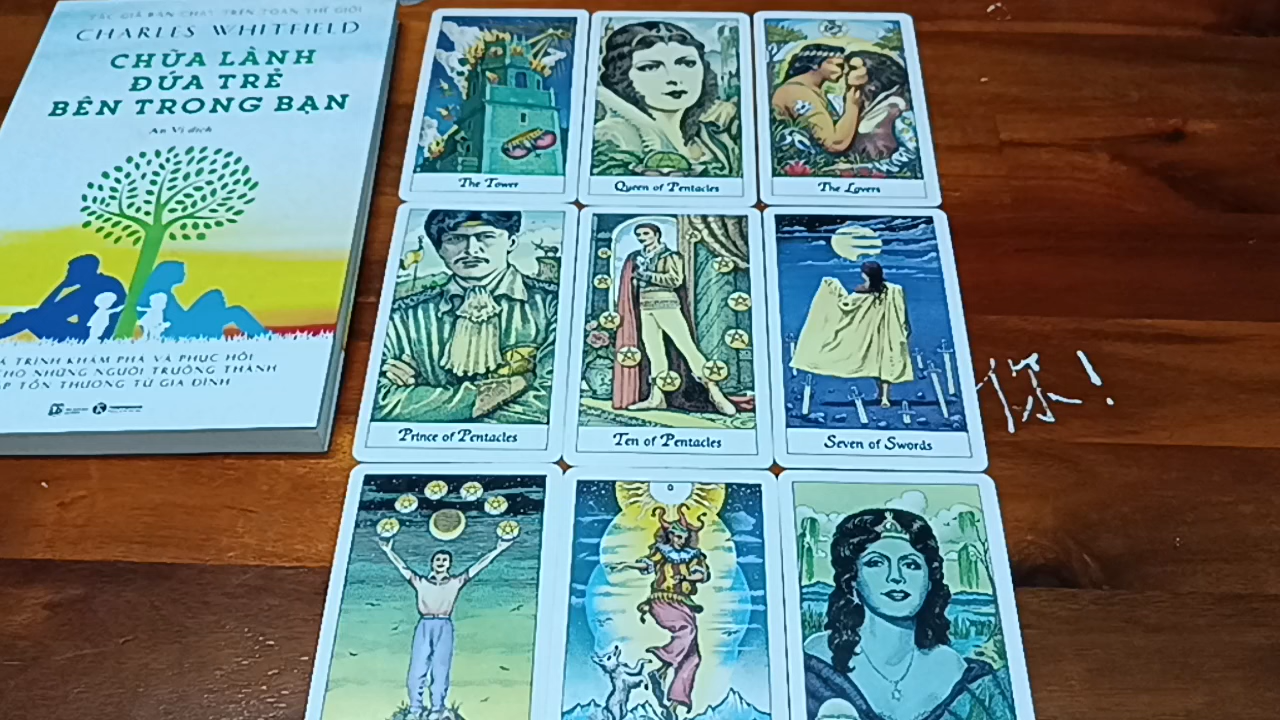 TÁC GIẢ BÁN CHẠY TRÊN TOÀN THẾ GIỚI
CHARLES WHITFIELD
CHỮA LÀNH
ĐỨA TRẺ
BÊN TRONG BẠN
An Vi dịch
TRÌNH KHÁM PHÁ VÀ PHỤC HỒI
CHO NHỮNG NGƯỜI TRƯỞNG THÀNH
TỔN THƯƠNG TỪ GIA ĐÌNH
The Tower
Queen of Pentacles
The Lovers
Prince of Pentacles
Ten of Pentacles
Seven of Swords
0